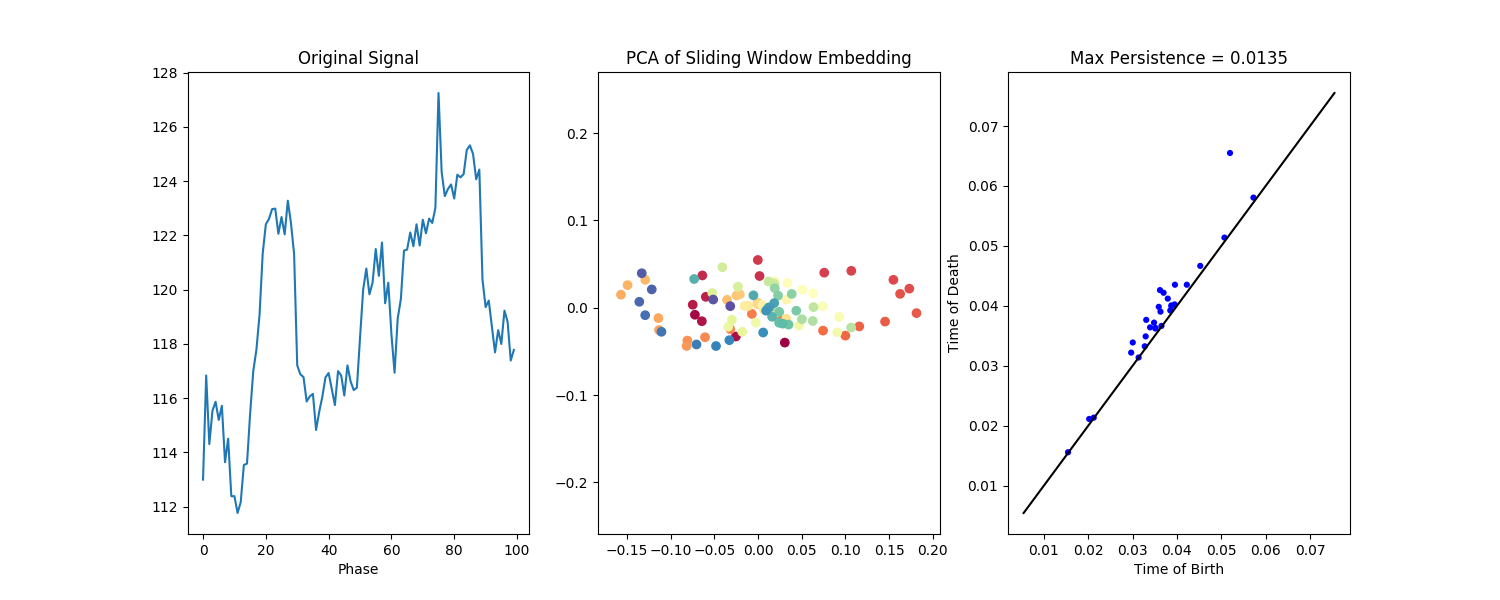 Original Signal
128
126
124
122
120
118
116
114
112
0 20 40 60 80 100
Phase
PCA of Sliding Window Embedding
0.2
0.1
0.0
−0.1
−0.2
−0.15 −0.10 −0.05 0.00 0.05 0.10 0.15 0.20
Max Persistence = 0.0135
Time of Death
0.07
0.06
0.05
0.04
0.03
0.02
0.01
0.01 0.02 0.03 0.04 0.05 0.06 0.07
Time of Birth